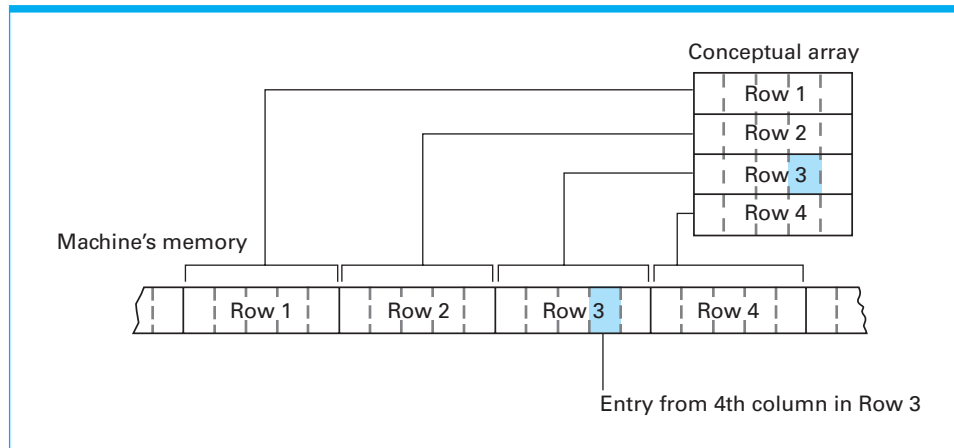 Conceptual array
Row 1
Row 2
Row 3
Row 4
Machine's memory
Row 1 Row 2 Row 3 Row 4
Entry from 4th column in Row 3